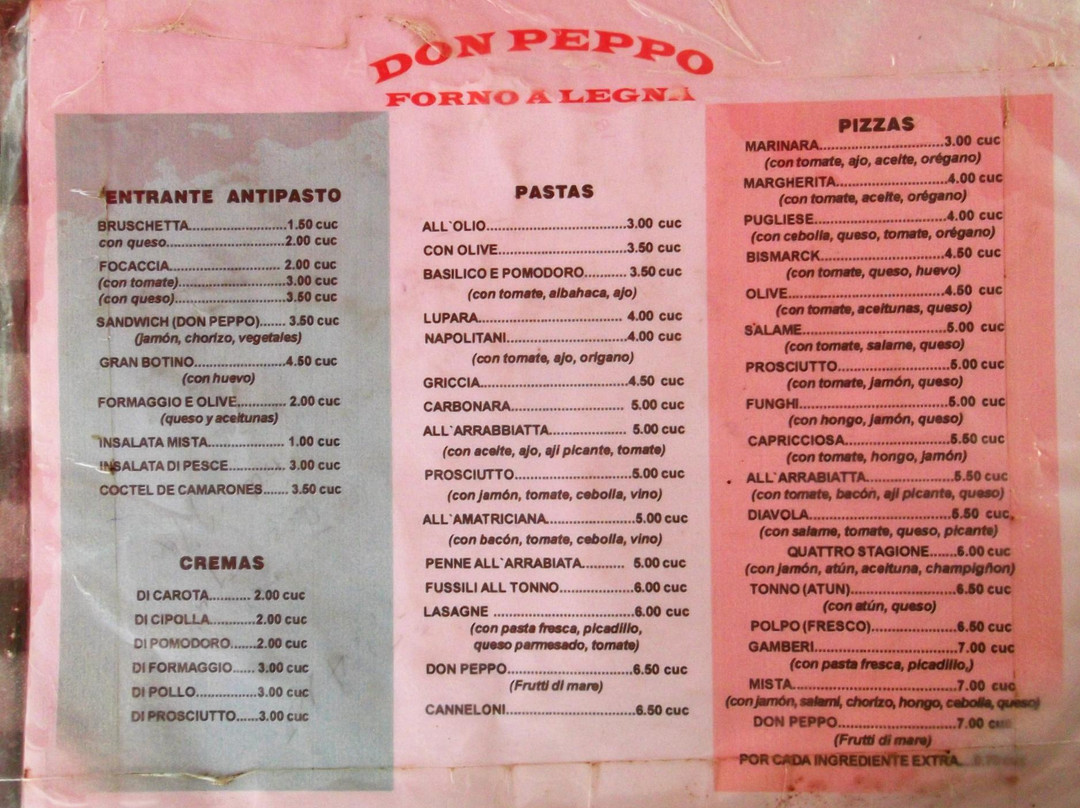 DON PEPPO
FORNO A LEGNA
ENTRANTE ANTIPASTO
BRUSCHETTA..........................1.50 cuc
con queso...............................2.00 cuc
FOCACCIA............................ 2.00 cuc
(con tomate)............................3.00 cuc
(con queso).............................3.50 cuc
SANDWICH (DON PEPPO)....... 3.50 cuc
(jamón, chorizo, vegetales)
GRAN BOTINO........................4.50 cuc
(con huevo)
FORMAGGIO E OLIVE............ 2.00 cuc
(queso y aceitunas)
INSALATA MISTA.................... 1.00 cuc
INSALATA DI PESCE............... 3.00 cuc
COCTEL DE CAMARONES....... 3.50 cuc
CREMAS
DI CAROTA........... 2.00 cuc
DI CIPOLLA............2.00 cuc
DI POMODORO.......2.00 cuc
DI FORMAGGIO...... 3.00 cuc
DI POLLO................3.00 cuc
DI PROSCIUTTO......3.00 cuc
PASTAS
ALL`OLIO...................................3.00 cuc
CON OLIVE................................3.50 cuc
BASILICO E POMODORO........... 3.50 cuc
(con tomate, albahaca, ajo)
LUPARA..................................... 4.00 cuc
NAPOLITANI..............................4.00 cuc
(con tomate, ajo, origano)
GRICCIA.....................................4.50 cuc
CARBONARA............................. 5.00 cuc
ALL`ARRABBIATTA.................... 5.00 cuc
(con aceite, ajo, aji picante, tomate)
PROSCIUTTO.............................5.00 cuc
(con jamón, tomate, cebolla, vino)
ALL`AMATRICIANA......................5.00 cuc
(con bacón, tomate, cebolla, vino)
PENNE ALL`ARRABIATA........... 5.00 cuc
FUSSILI ALL TONNO...................6.00 cuc
LASAGNE ...................................6.00 cuc
(con pasta fresca, picadillo,
queso parmesado, tomate)
DON PEPPO...............................6.50 cuc
(Frutti di mare)
CANNELONI................................6.50 cuc
PIZZAS
MARINARA..............................3.00 cuc
(con tomate, ajo, aceite, orégano)
MARGHERITA...........................4.00 cuc
(con tomate, aceite, orégano)
PUGLIESE................................4.00 cuc
(con cebolla, queso, tomate, orégano)
BISMARCK...............................4.50 cuc
(con tomate, queso, huevo)
OLIVE......................................4.50 cuc
(con tomate, aceitunas, queso)
SALAME...................................5.00 cuc
(con tomate, salame, queso)
PROSCIUTTO...........................5.00 cuc
(con tomate, jamón, queso)
FUNGHI....................................5.00 cuc
(con hongo, jamón, queso)
CAPRICCIOSA..........................5.50 cuc
(con tomate, hongo, jamón)
ALL`ARRABIATTA.....................5.50 cuc
(con tomate, bacón, aji picante, queso)
DIAVOLA..................................5.50 cuc
(con salame, tomate, queso, picante)
QUATTRO STAGIONE.......6.00 cuc
(con jamón, atún, aceituna, champigñon)
TONNO (ATUN)..........................6.50 cuc
(con atún, queso)
POLPO (FRESCO).....................6.50 cuc
GAMBERI.................................7.00 cuc
(con pasta fresca, picadillo,)
MISTA.......................................7.00 cuc
(con jamón, salami, chorizo, hongo, cebolla, queso)
DON PEPPO.........................7.00 cuc
(Frutti di mare)
POR CADA INGREDIENTE EXTRA...